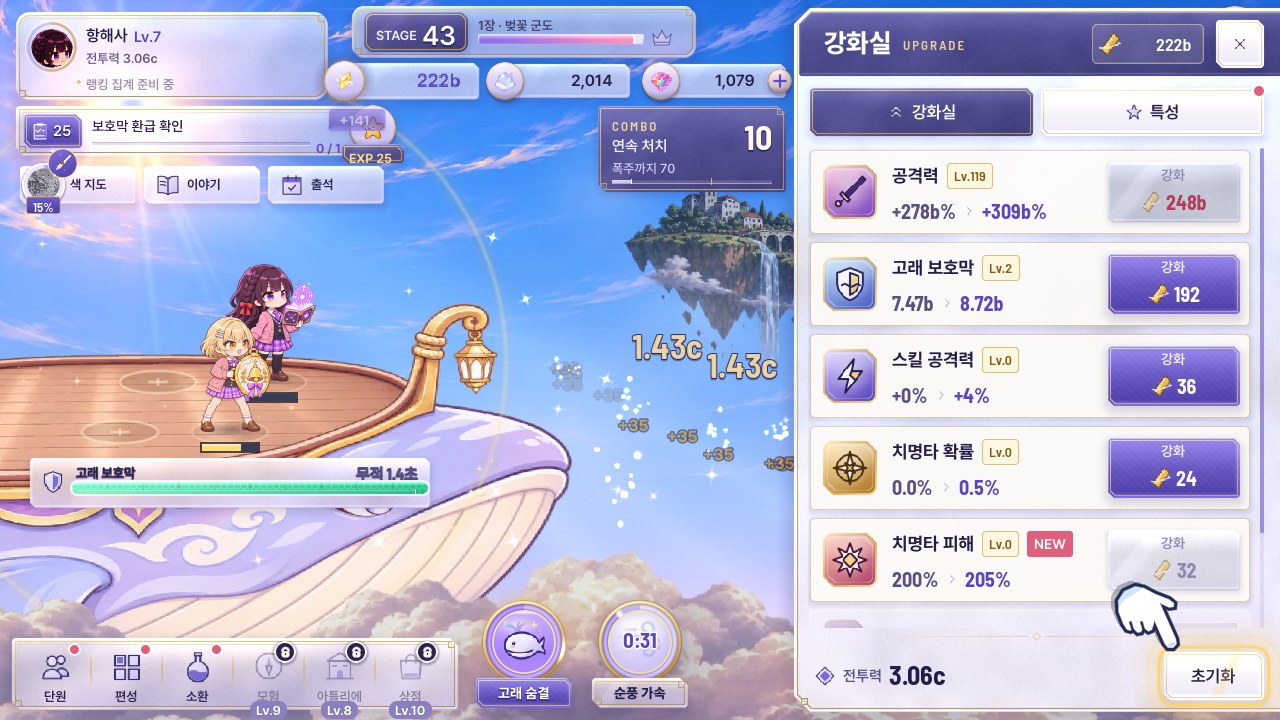 항해사 Lv.7
전투력 3.06c
랭킹 집계 준비 중
STAGE 43
1장 · 벚꽃 군도
222b
2,014
1,079
25
보호막 환급 확인
0 / 1
+141
EXP 25
색 지도
15%
이야기
출석
COMBO
연속 처치
10
폭주까지 70
1.43c
1.43c
+35
+35
+35
+35
+35
+35
고래 보호막
무적 1.4초
단원
편성
소환
모험
Lv.9
아틀리에
Lv.8
상점
Lv.10
고래 숨결
0:31
순풍 가속
강화실 UPGRADE
222b
강화실
특성
공격력 Lv.119
+278b% +309b%
강화
248b
고래 보호막 Lv.2
7.47b 8.72b
강화
192
스킬 공격력 Lv.0
+0% +4%
강화
36
치명타 확률 Lv.0
0.0% 0.5%
강화
24
치명타 피해 Lv.0 NEW
200% 205%
강화
32
전투력 3.06c
초기화